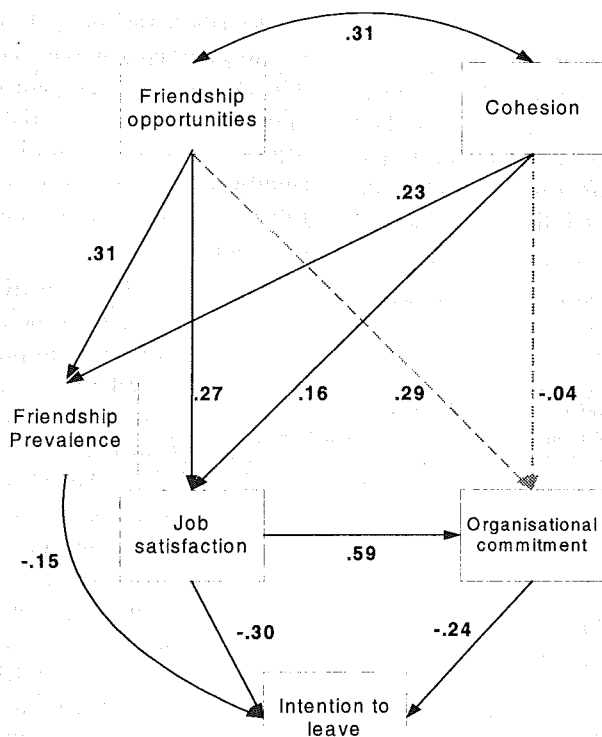 .31
Friendship
opportunities
Cohesion
.23
.31
.27
.16
.29
-.04
Friendship
Prevalence
Job
satisfaction
Organisational
commitment
.59
-.15
-.30
-.24
Intention to
leave